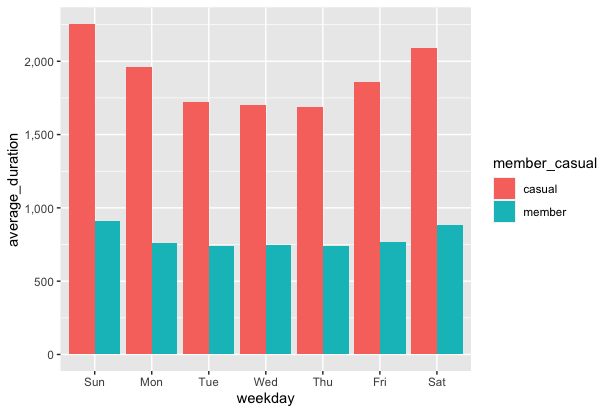 2,000
1,500
1,000
500
0
average_duration
Sun Mon Tue Wed Thu Fri Sat
weekday
member_casual
casual
member